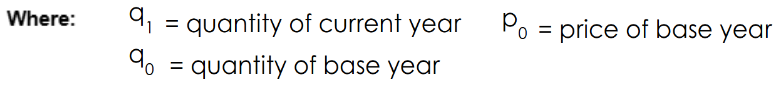 Where: q₁ = quantity of current year p₀ = price of base year
q₀ = quantity of base year